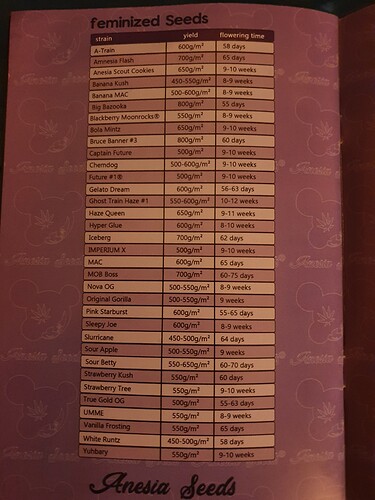 feminized Seeds
strain yield flowering time
A-Train 600g/m² 58 days
Amnesia Flash 700g/m² 65 days
Anesia Scout Cookies 650g/m² 9-10 weeks
Banana Kush 450-550g/m² 8-9 weeks
Banana MAC 500-600g/m² 8-9 weeks
Big Bazooka 800g/m² 55 days
Blackberry Moonrocks® 550g/m² 8-9 weeks
Bola Mintz 650g/m² 9-10 weeks
Bruce Banner #3 800g/m² 60 days
Captain Future 500g/m² 9-10 weeks
Chemdog 500-600g/m² 9-10 weeks
Future #1® 500g/m² 9-10 weeks
Gelato Dream 600g/m² 56-63 days
Ghost Train Haze #1 550-600g/m² 10-12 weeks
Haze Queen 650g/m² 9-11 weeks
Hyper Glue 600g/m² 8-10 weeks
Iceberg 700g/m² 62 days
IMPERIUM X 500g/m² 9-10 weeks
MAC 600g/m² 65 days
MOB Boss 700g/m² 60-75 days
Nova OG 500-550g/m² 8-9 weeks
Original Gorilla 500-550g/m² 9 weeks
Pink Starburst 600g/m² 55-65 days
Sleepy Joe 600g/m² 8-9 weeks
Slurricane 450-500g/m² 64 days
Sour Apple 500-550g/m² 9 weeks
Sour Betty 550-650g/m² 60-70 days
Strawberry Kush 550g/m² 60 days
Strawberry Tree 550g/m² 9-10 weeks
True Gold OG 500g/m² 55-63 days
UMME 550g/m² 8-9 weeks
Vanilla Frosting 550g/m² 65 days
White Runtz 450-500g/m² 58 days
Yuhbary 550g/m² 9-10 weeks
Anesia Seeds